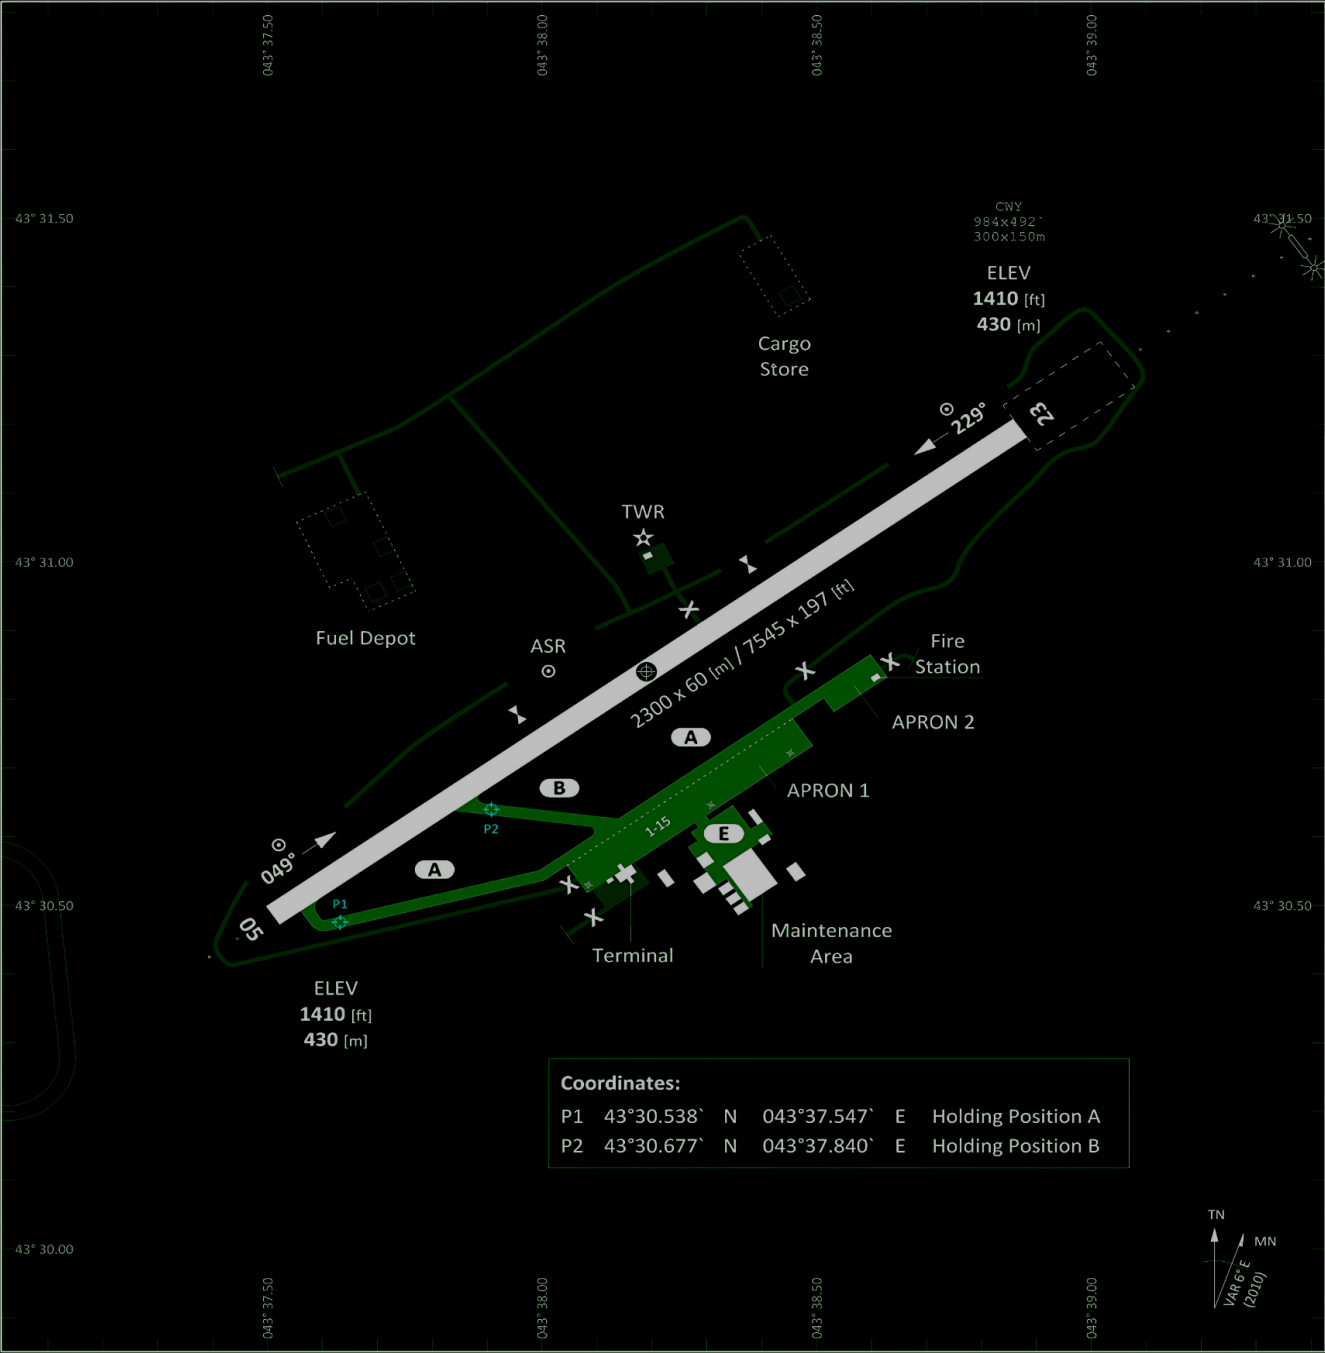 043° 37.50
043° 38.00
043° 38.50
043° 39.00
43° 31.50
43° 31.50
CWY
984x492`
300x150m
ELEV
1410 [ft]
430 [m]
Cargo
Store
23
229°
TWR
43° 31.00
43° 31.00
2300 x 60 [m] / 7545 x 197 [ft]
Fuel Depot
ASR
Fire
Station
APRON 2
A
B
APRON 1
P2
1-15
E
049°
A
P1
05
43° 30.50
43° 30.50
Terminal
Maintenance
Area
ELEV
1410 [ft]
430 [m]
Coordinates:
P1 43°30.538` N 043°37.547` E Holding Position A
P2 43°30.677` N 043°37.840` E Holding Position B
43° 30.00
43° 30.00
TN
MN
VAR 6° E
(2010)
043° 37.50
043° 38.00
043° 38.50
043° 39.00